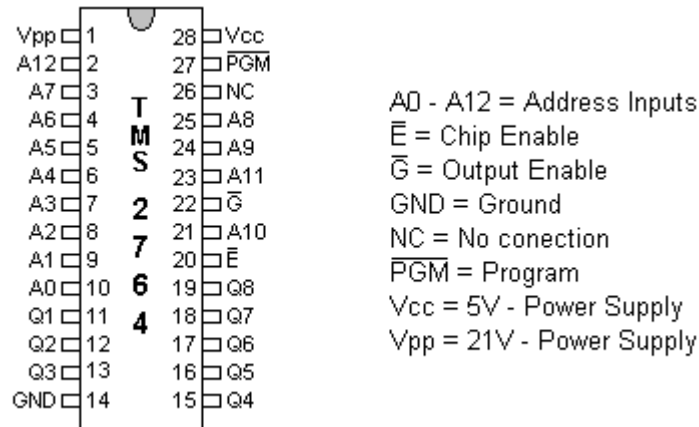 Vpp 1 28 Vcc
A12 2 27 P̅G̅M̅
A7 3 26 NC
A6 4 25 A8
A5 5 24 A9
A4 6 23 A11
A3 7 22 G̅
A2 8 21 A10
A1 9 20 E̅
A0 10 19 Q8
Q1 11 18 Q7
Q2 12 17 Q6
Q3 13 16 Q5
GND 14 15 Q4
TMS 2764
A0 - A12 = Address Inputs
E̅ = Chip Enable
G̅ = Output Enable
GND = Ground
NC = No conection
P̅G̅M̅ = Program
Vcc = 5V - Power Supply
Vpp = 21V - Power Supply